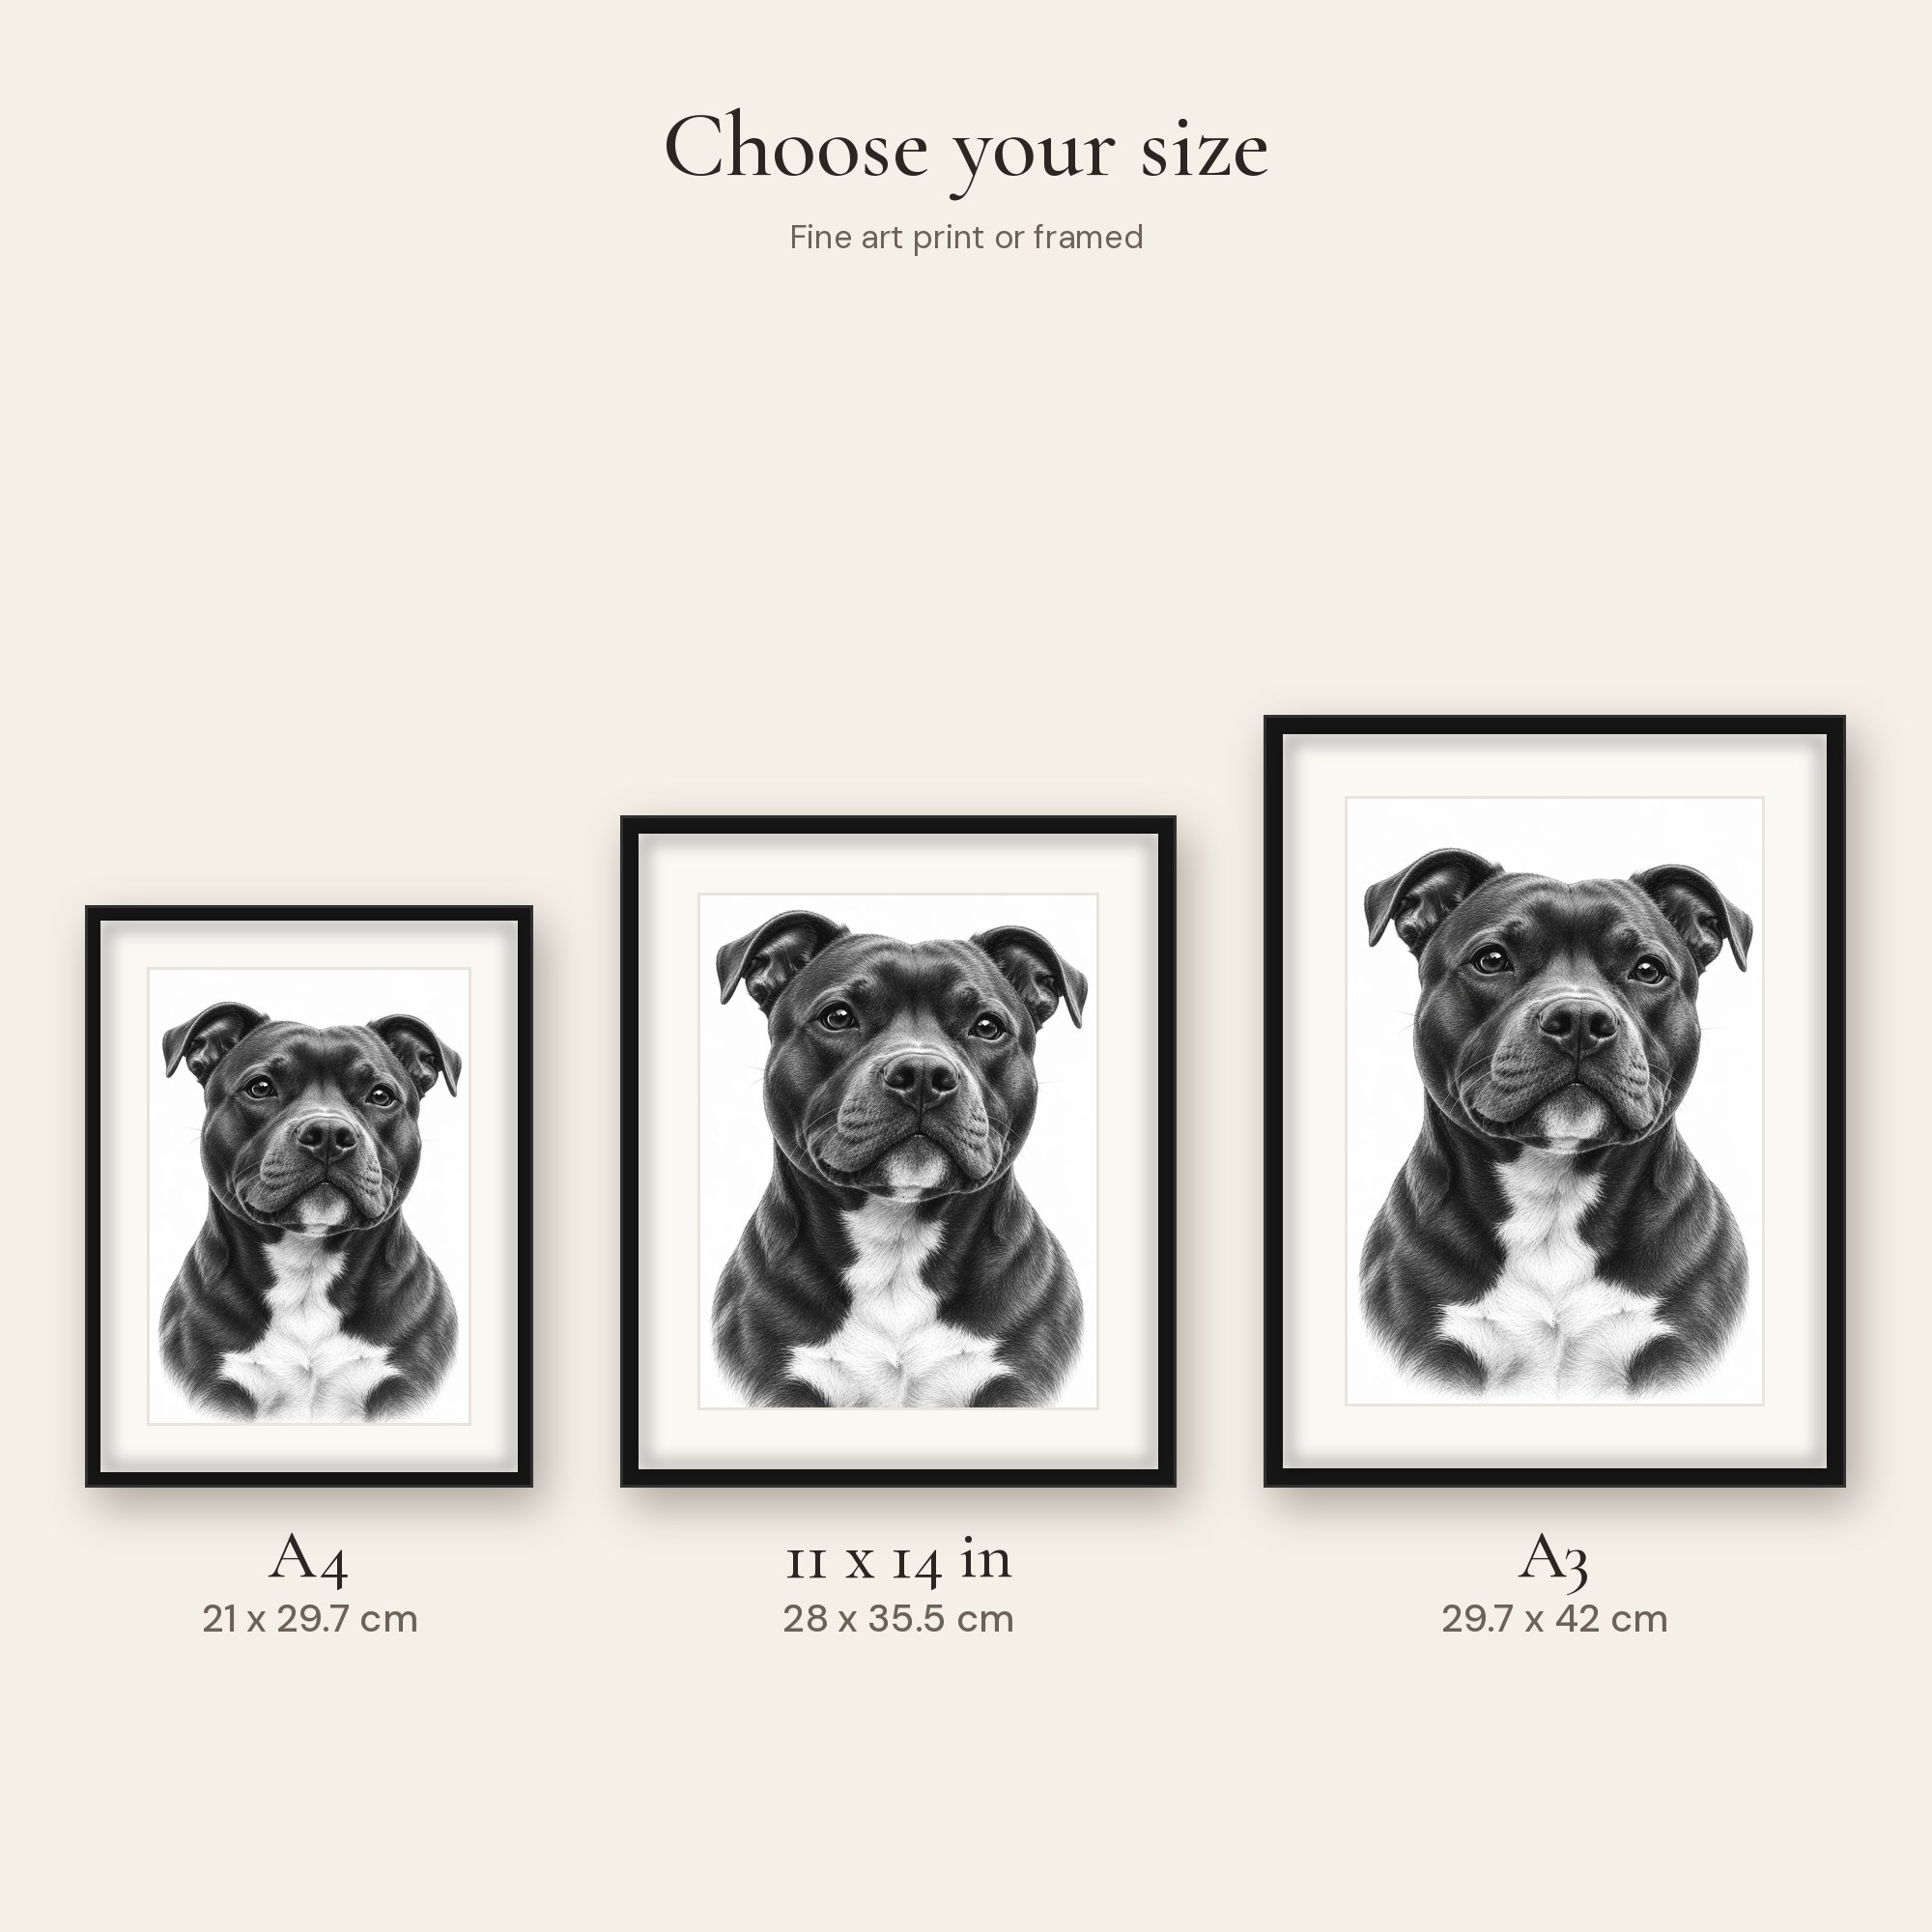 Choose your size
Fine art print or framed
A4
11 x 14 in
A3
21 x 29.7 cm
28 x 35.5 cm
29.7 x 42 cm